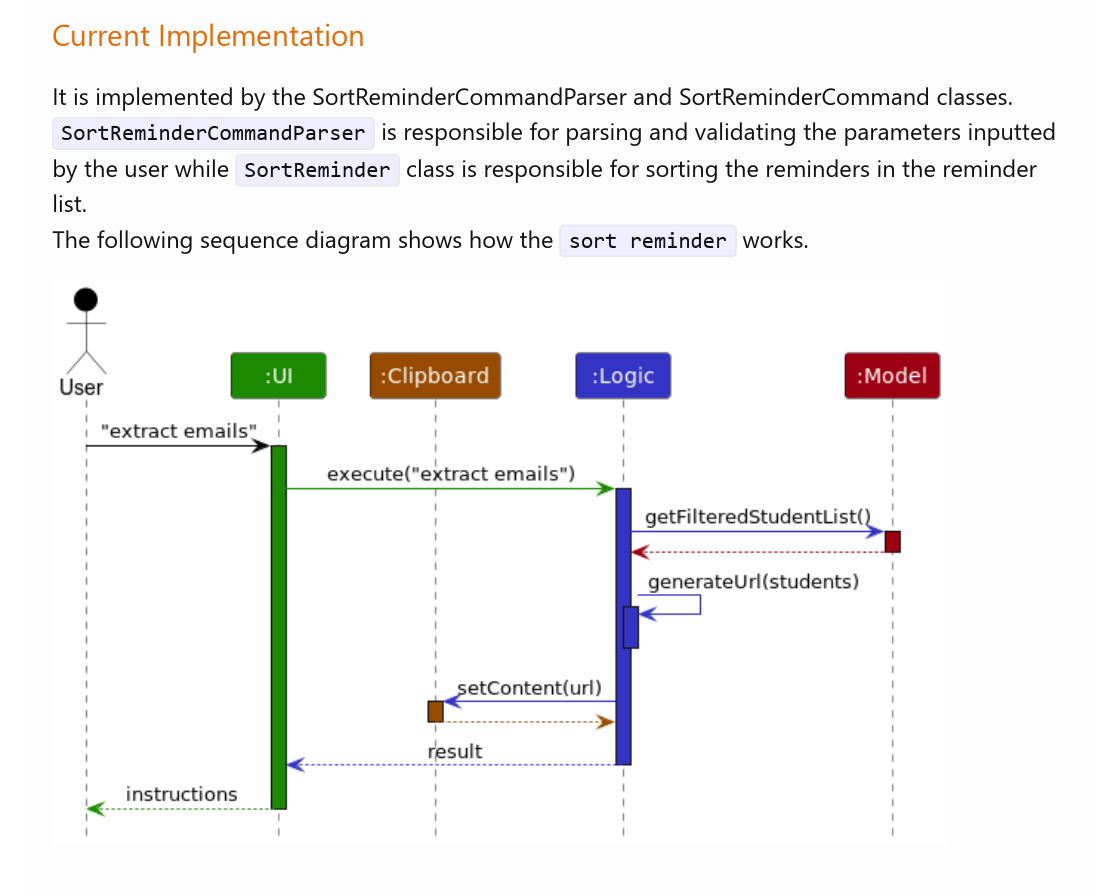 Current Implementation
It is implemented by the SortReminderCommandParser and SortReminderCommand classes.
SortReminderCommandParser is responsible for parsing and validating the parameters inputted
by the user while SortReminder class is responsible for sorting the reminders in the reminder
list.
The following sequence diagram shows how the sort reminder works.
User
:UI
:Clipboard
:Logic
:Model
"extract emails"
execute("extract emails")
getFilteredStudentList()
generateUrl(students)
setContent(url)
result
instructions